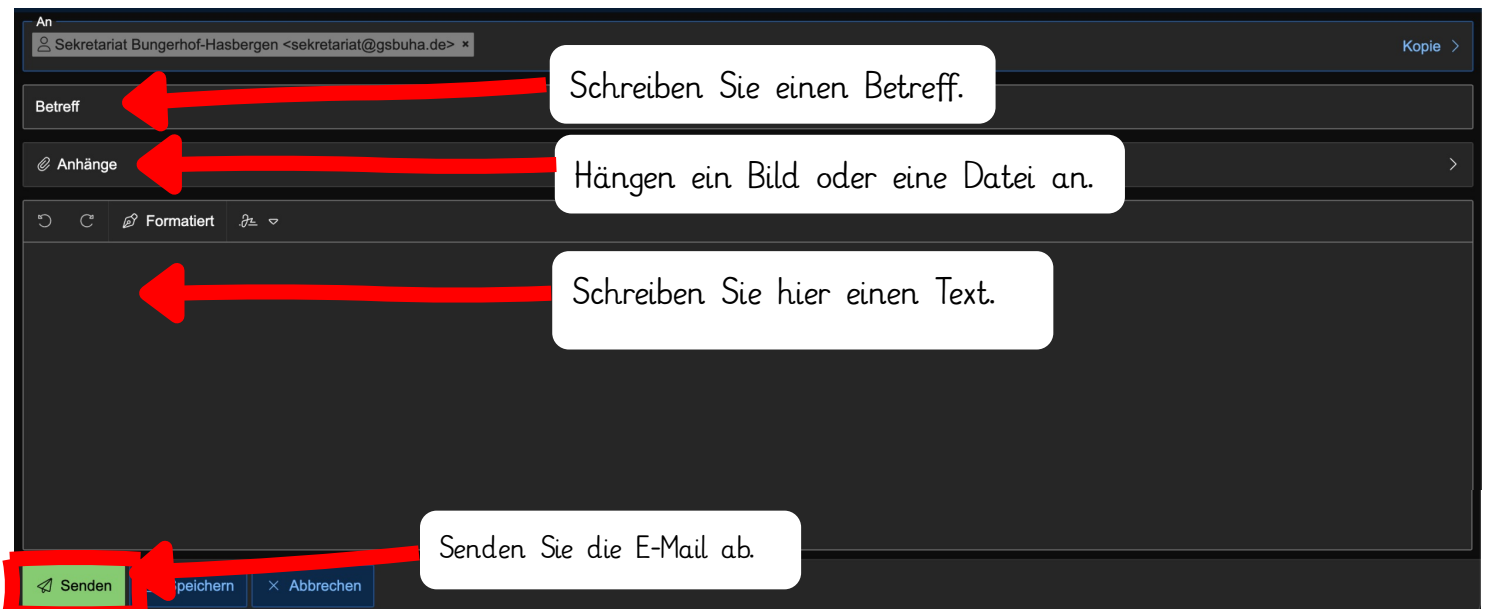 An
Sekretariat Bungerhof-Hasbergen <sekretariat@gsbuha.de> ×
Kopie
Schreiben Sie einen Betreff.
Betreff
Anhänge
Hängen ein Bild oder eine Datei an.
Formatiert
Schreiben Sie hier einen Text.
Senden Sie die E-Mail ab.
Senden
Speichern
Abbrechen